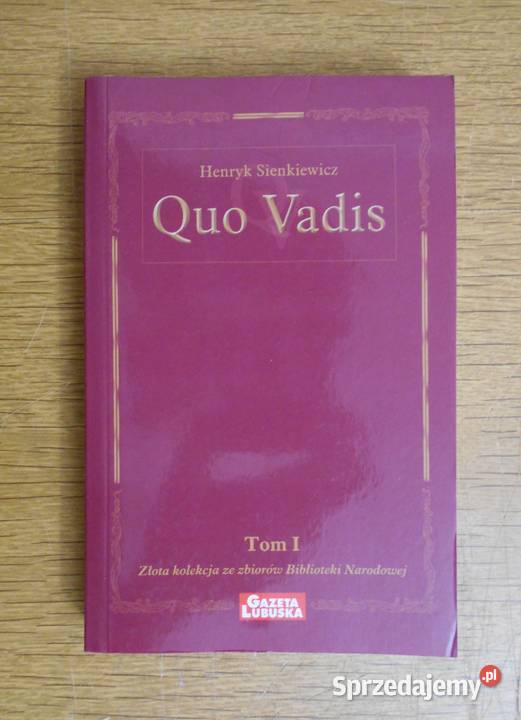 Henryk Sienkiewicz
Quo Vadis
Tom I
Złota kolekcja ze zbiorów Biblioteki Narodowej
GAZETA
LUBUSKA
Sprzedajemy.pl